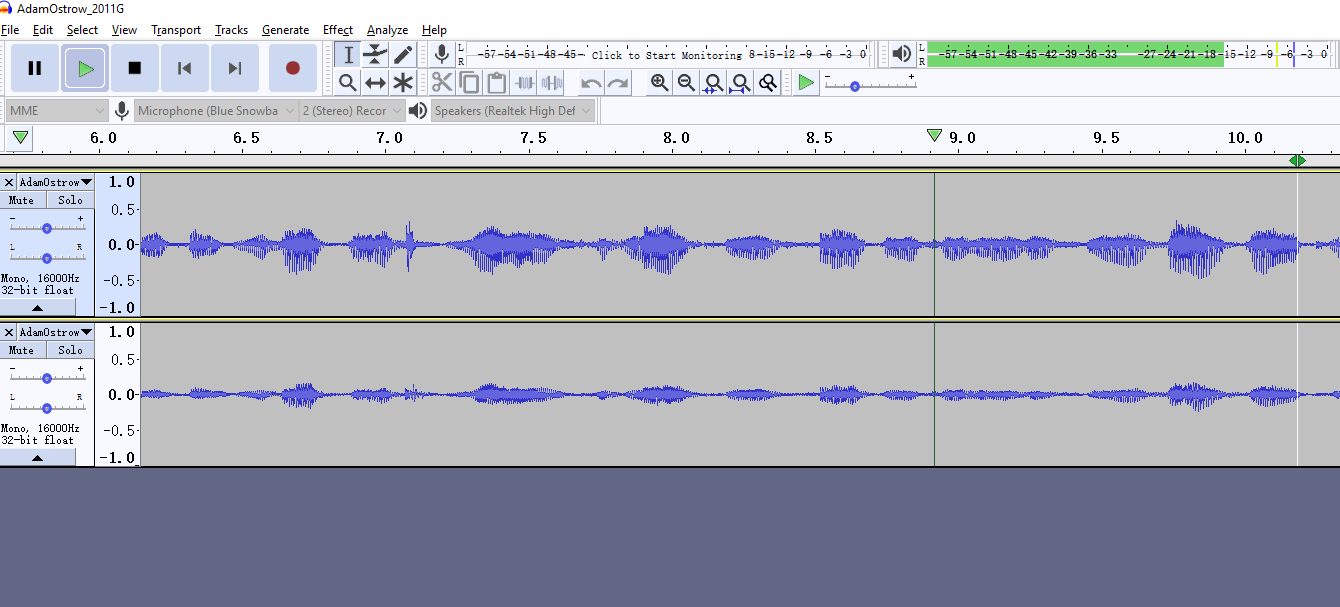 AdamOstrow_2011G
File Edit Select View Transport Tracks Generate Effect Analyze Help
L R -57-54-51-48-45- Click to Start Monitoring 8-15-12-9 -6 -3 0
L R -57-54-51-48-45-42-39-36-33 -27-24-21-18-15-12-9 -6 -3 0
- +
MME Microphone (Blue Snowba 2 (Stereo) Recor Speakers (Realtek High Def
6.0 6.5 7.0 7.5 8.0 8.5 9.0 9.5 10.0
AdamOstrow 1.0
Mute Solo
0.5-
- +
0.0-
L R
Mono, 16000Hz
-0.5-
32-bit float
-1.0
AdamOstrow 1.0
Mute Solo
0.5-
- +
0.0-
L R
Mono, 16000Hz
-0.5-
32-bit float
-1.0